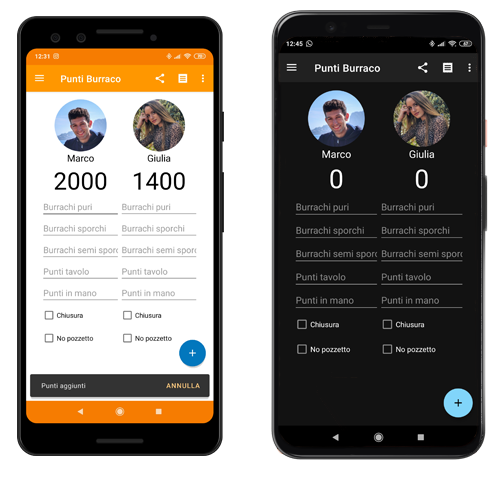 12:31
76
Punti Burraco
Marco
Giulia
2000
1400
Burrachi puri
Burrachi puri
Burrachi sporchi
Burrachi sporchi
Burrachi semi sporc
Burrachi semi sporc
Punti tavolo
Punti tavolo
Punti in mano
Punti in mano
Chiusura
Chiusura
No pozzetto
No pozzetto
+
Punti aggiunti
ANNULLA
12:45
Punti Burraco
Marco
Giulia
0
0
Burrachi puri
Burrachi puri
Burrachi sporchi
Burrachi sporchi
Burrachi semi sporc
Burrachi semi sporc
Punti tavolo
Punti tavolo
Punti in mano
Punti in mano
Chiusura
Chiusura
No pozzetto
No pozzetto
+